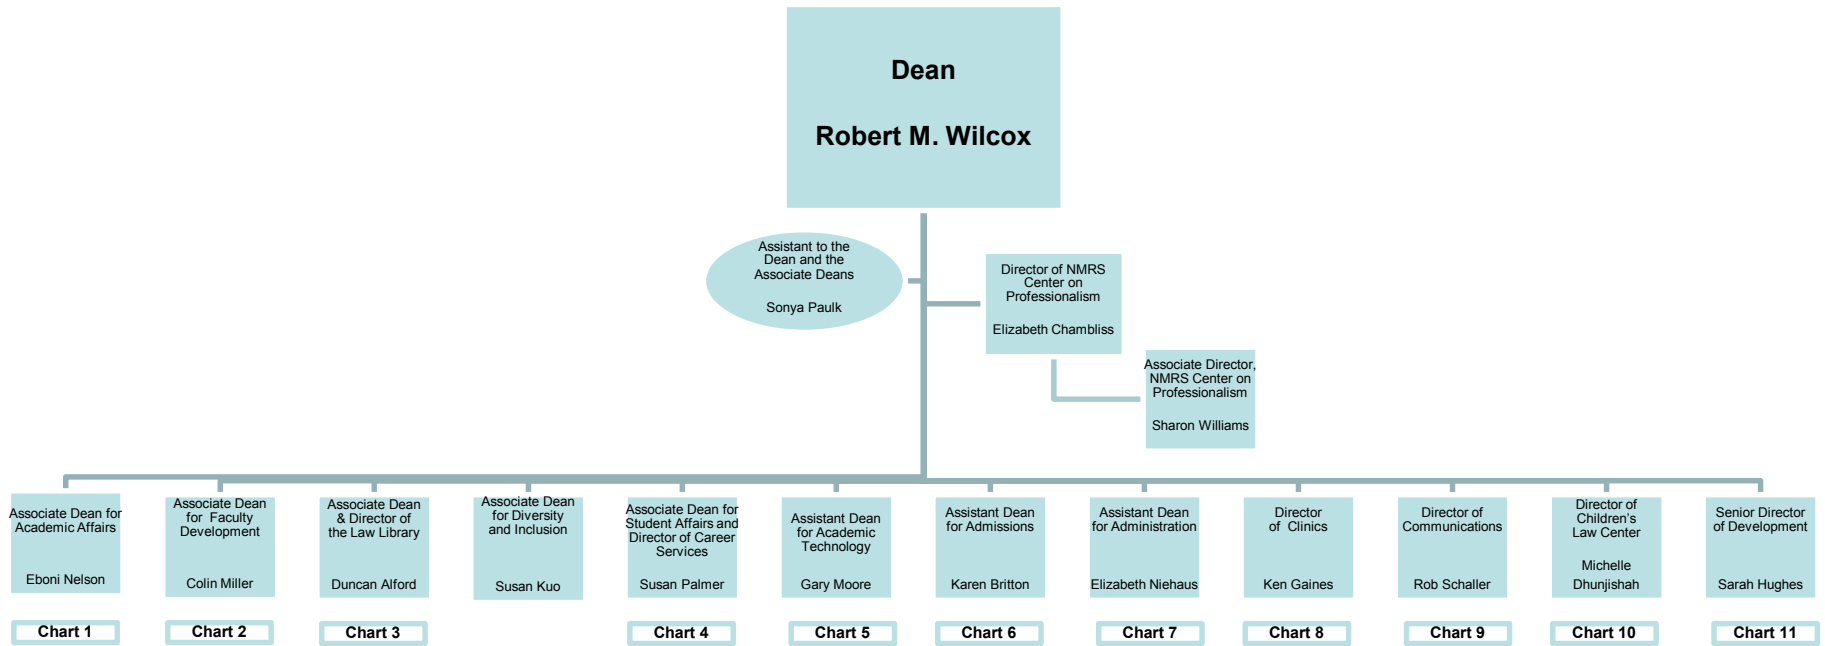 Dean
Robert M. Wilcox
Assistant to the
Dean and the
Associate Deans
Sonya Paulk
Director of NMRS
Center on
Professionalism
Elizabeth Chambliss
Associate Director,
NMRS Center on
Professionalism
Sharon Williams
Associate Dean for
Academic Affairs
Eboni Nelson
Chart 1
Associate Dean
for Faculty
Development
Colin Miller
Chart 2
Associate Dean
& Director of
the Law Library
Duncan Alford
Chart 3
Associate Dean
for Diversity
and Inclusion
Susan Kuo
Associate Dean for
Student Affairs and
Director of Career
Services
Susan Palmer
Chart 4
Assistant Dean
for Academic
Technology
Gary Moore
Chart 5
Assistant Dean
for Admissions
Karen Britton
Chart 6
Assistant Dean
for Administration
Elizabeth Niehaus
Chart 7
Director
of Clinics
Ken Gaines
Chart 8
Director of
Communications
Rob Schaller
Chart 9
Director of
Children's
Law Center
Michelle
Dhunjishah
Chart 10
Senior Director
of Development
Sarah Hughes
Chart 11